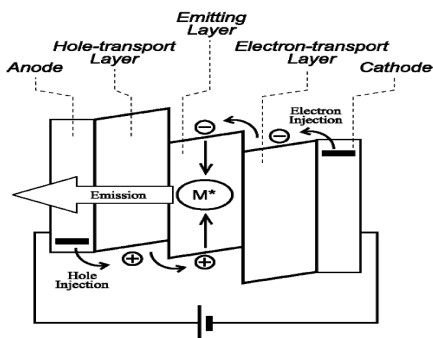 Emitting
Layer
Hole-transport
Layer
Electron-transport
Layer
Anode
Cathode
Electron
Injection
Emission
M*
Hole
Injection